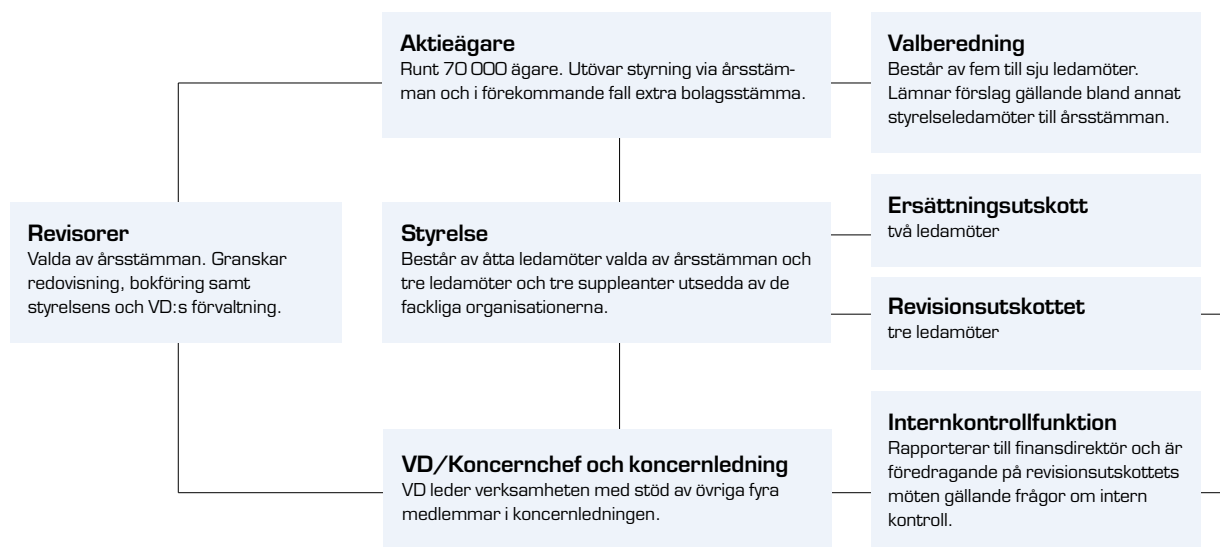 Aktieägare
Runt 70 000 ägare. Utövar styrning via årsstäm-
man och i förekommande fall extra bolagsstämma.
Valberedning
Består av fem till sju ledamöter.
Lämnar förslag gällande bland annat
styrelseledamöter till årsstämman.
Revisorer
Valda av årsstämman. Granskar
redovisning, bokföring samt
styrelsens och VD:s förvaltning.
Styrelse
Består av åtta ledamöter valda av årsstämman och
tre ledamöter och tre suppleanter utsedda av de
fackliga organisationerna.
Ersättningsutskott
två ledamöter
Revisionsutskottet
tre ledamöter
VD/Koncernchef och koncernledning
VD leder verksamheten med stöd av övriga fyra
medlemmar i koncernledningen.
Internkontrollfunktion
Rapporterar till finansdirektör och är
föredragande på revisionsutskottets
möten gällande frågor om intern
kontroll.